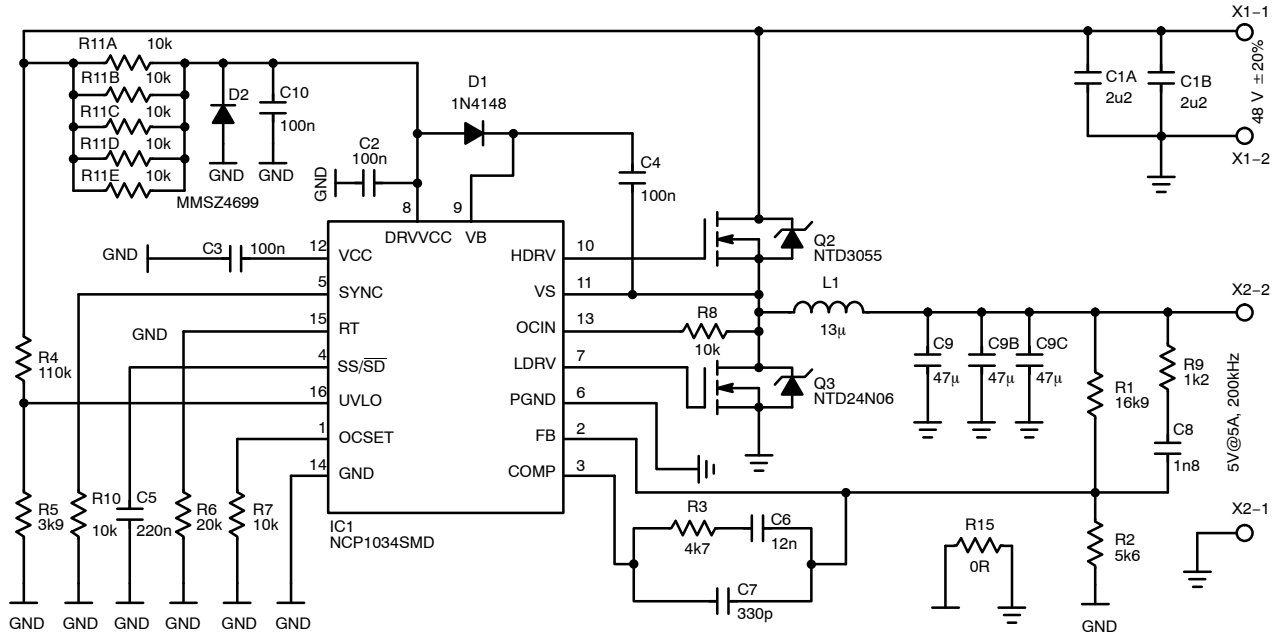 X1-1
R11A 10k
R11B 10k
R11C 10k
R11D 10k
R11E 10k
MMSZ4699
D2
C10
100n
GND
GND
D1
1N4148
C2
100n
GND
C4
100n
C1A
2u2
C1B
2u2
48 V ±20%
X1-2
8
9
DRVVCC
VB
GND
C3
100n
12
VCC
5
SYNC
15
RT
4
SS/SD
16
UVLO
1
OCSET
14
GND
HDRV
10
VS
11
OCIN
13
LDRV
7
PGND
6
FB
2
COMP
3
IC1
NCP1034SMD
GND
Q2
NTD3055
L1
13μ
R8
10k
Q3
NTD24N06
X2-2
C9
47μ
C9B
47μ
C9C
47μ
R1
16k9
R9
1k2
C8
1n8
5V@5A, 200kHz
R4
110k
R5
3k9
R10
10k
C5
220n
R6
20k
R7
10k
R3
4k7
C6
12n
C7
330p
R15
0R
R2
5k6
X2-1
GND
GND
GND
GND
GND
GND
GND